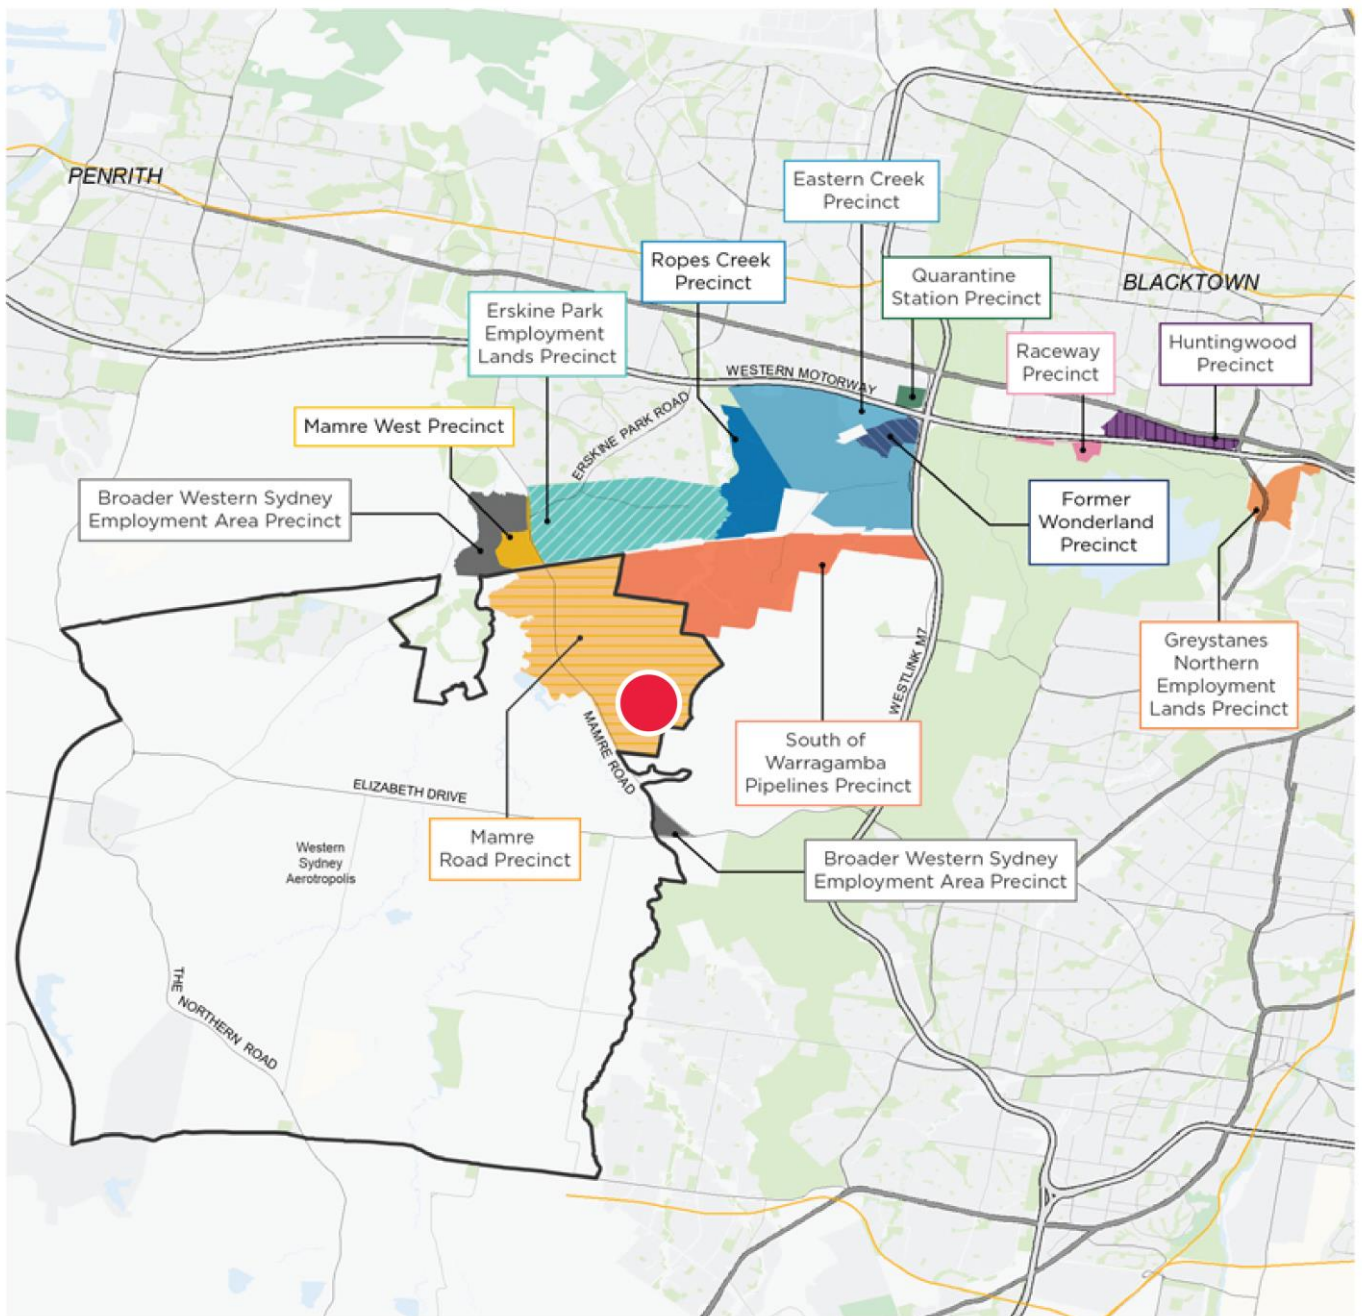 PENRITH
Eastern Creek
Precinct
Ropes Creek
Precinct
Quarantine
Station Precinct
BLACKTOWN
Erskine Park
Employment
Lands Precinct
Raceway
Precinct
Huntingwood
Precinct
WESTERN MOTORWAY
ERSKINE PARK ROAD
Mamre West Precinct
Broader Western Sydney
Employment Area Precinct
Former
Wonderland
Precinct
Greystanes
Northern
Employment
Lands Precinct
WESTLINK M7
MAMRE ROAD
South of
Warragamba
Pipelines Precinct
ELIZABETH DRIVE
Mamre
Road Precinct
Western
Sydney
Aerotropolis
Broader Western Sydney
Employment Area Precinct
THE NORTHERN ROAD